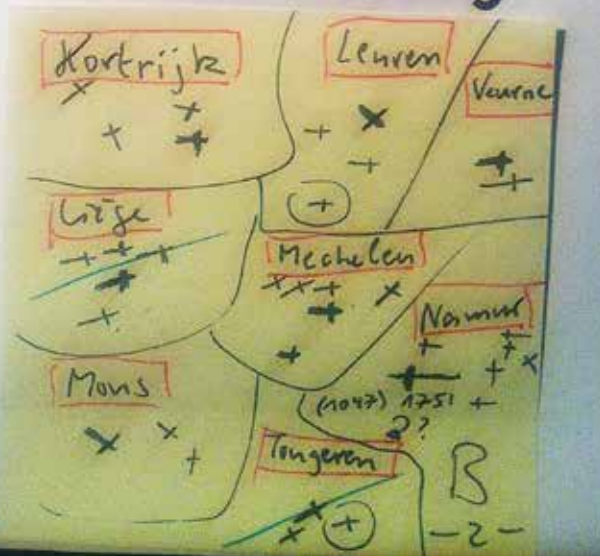 Kortrijk
Leuven
Veurne
Liège
Mechelen
Namur
(1047) 1751
??
Mons
Tongeren
B
-2-